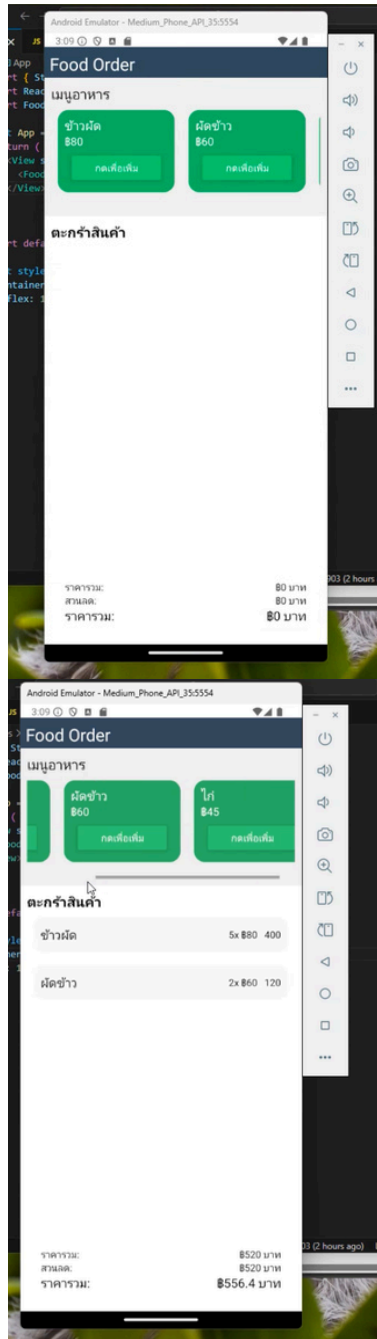 Android Emulator - Medium_Phone_API_35:5554
3:09
Food Order
เมนูอาหาร
ข้าวผัด
฿80
กดเพื่อเพิ่ม
ผัดข้าว
฿60
กดเพื่อเพิ่ม
ตะกร้าสินค้า
ราคารวม: ฿0 บาท
ส่วนลด: ฿0 บาท
ราคารวม: ฿0 บาท
903 (2 hours
Android Emulator - Medium_Phone_API_35:5554
3:09
Food Order
เมนูอาหาร
ผัดข้าว
฿60
กดเพื่อเพิ่ม
ไก่
฿45
กดเพื่อเพิ่ม
ตะกร้าสินค้า
ข้าวผัด 5x ฿80 400
ผัดข้าว 2x ฿60 120
ราคารวม: ฿520 บาท
ส่วนลด: ฿520 บาท
ราคารวม: ฿556.4 บาท
03 (2 hours ago)